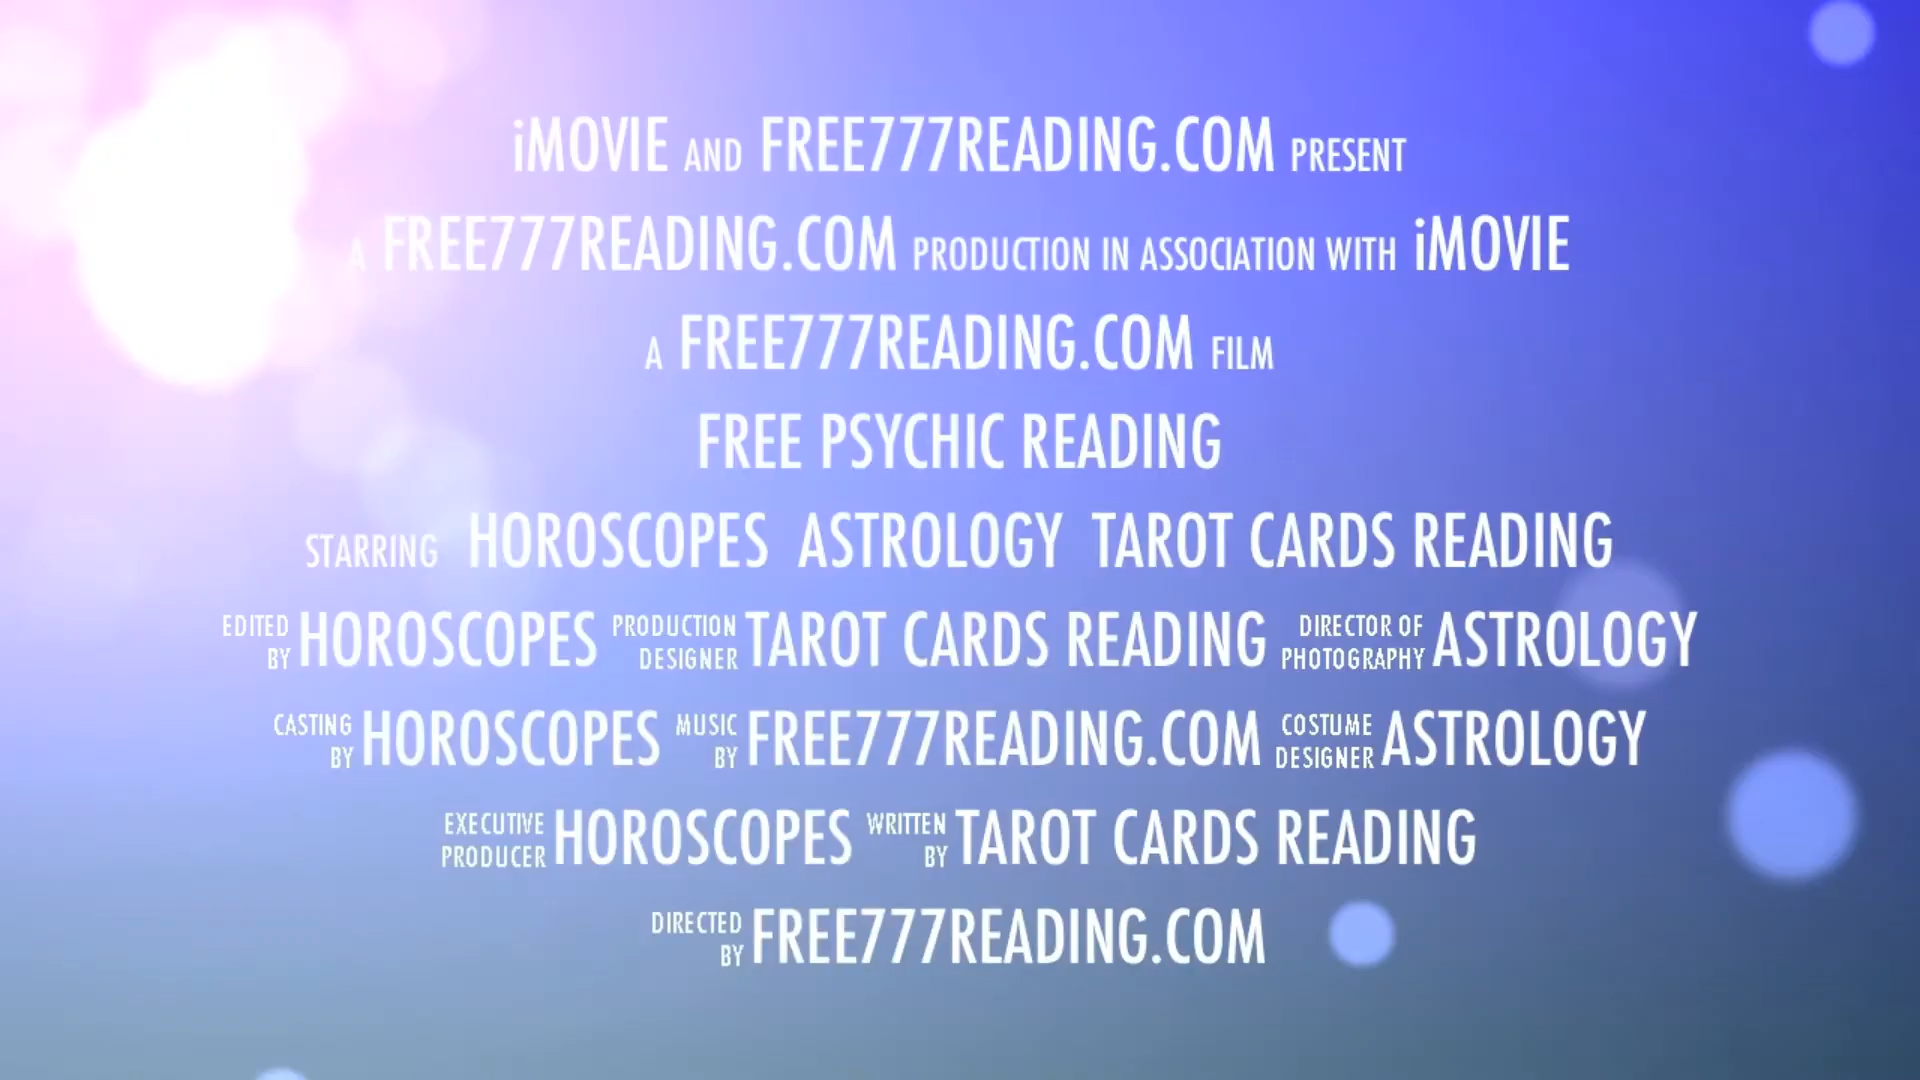 iMOVIE AND FREE777READING.COM PRESENT
A FREE777READING.COM PRODUCTION IN ASSOCIATION WITH iMOVIE
A FREE777READING.COM FILM
FREE PSYCHIC READING
STARRING HOROSCOPES ASTROLOGY TAROT CARDS READING
EDITED BY HOROSCOPES PRODUCTION DESIGNER TAROT CARDS READING DIRECTOR OF PHOTOGRAPHY ASTROLOGY
CASTING BY HOROSCOPES MUSIC BY FREE777READING.COM COSTUME DESIGNER ASTROLOGY
EXECUTIVE PRODUCER HOROSCOPES WRITTEN BY TAROT CARDS READING
DIRECTED BY FREE777READING.COM